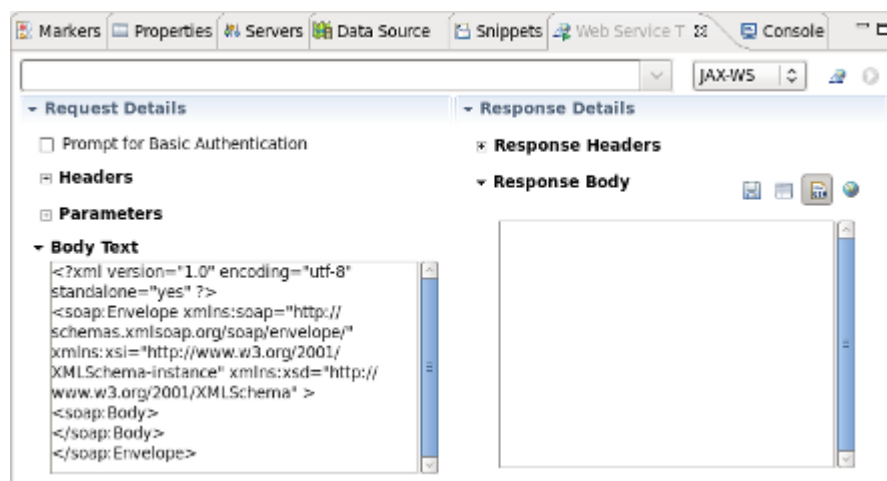 Markers Properties Servers Data Source Snippets Web Service T Console
JAX-WS
Request Details
Prompt for Basic Authentication
Headers
Parameters
Body Text
<?xml version="1.0" encoding="utf-8"
standalone="yes" ?>
<soap:Envelope xmlns:soap="http://
schemas.xmlsoap.org/soap/envelope/"
xmlns:xsi="http://www.w3.org/2001/
XMLSchema-instance" xmlns:xsd="http://
www.w3.org/2001/XMLSchema" >
<soap:Body>
</soap:Body>
</soap:Envelope>
Response Details
Response Headers
Response Body